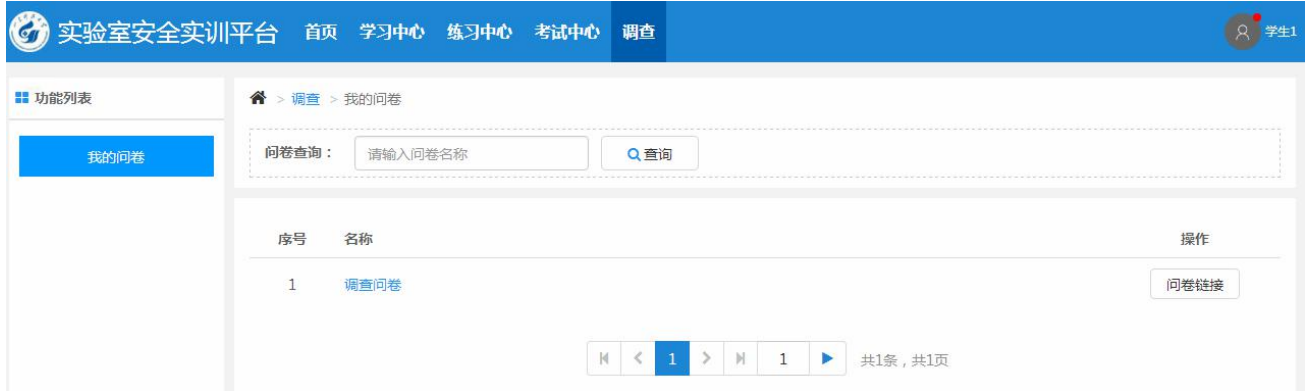 实验室安全实训平台 首页 学习中心 练习中心 考试中心 调查 学生1
功能列表
我的问卷
> 调查 > 我的问卷
问卷查询： 请输入问卷名称 查询
序号 名称 操作
1 调查问卷 问卷链接
1 1 共1条，共1页